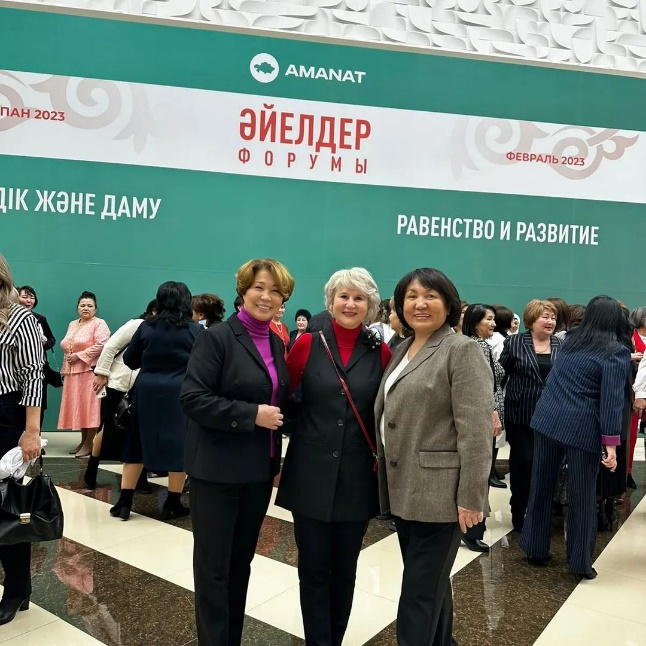 AMANAT
ПАН 2023
ӘЙЕЛДЕР
ФОРУМЫ
ФЕВРАЛЬ 2023
ДІК ЖӘНЕ ДАМУ
РАВЕНСТВО И РАЗВИТИЕ